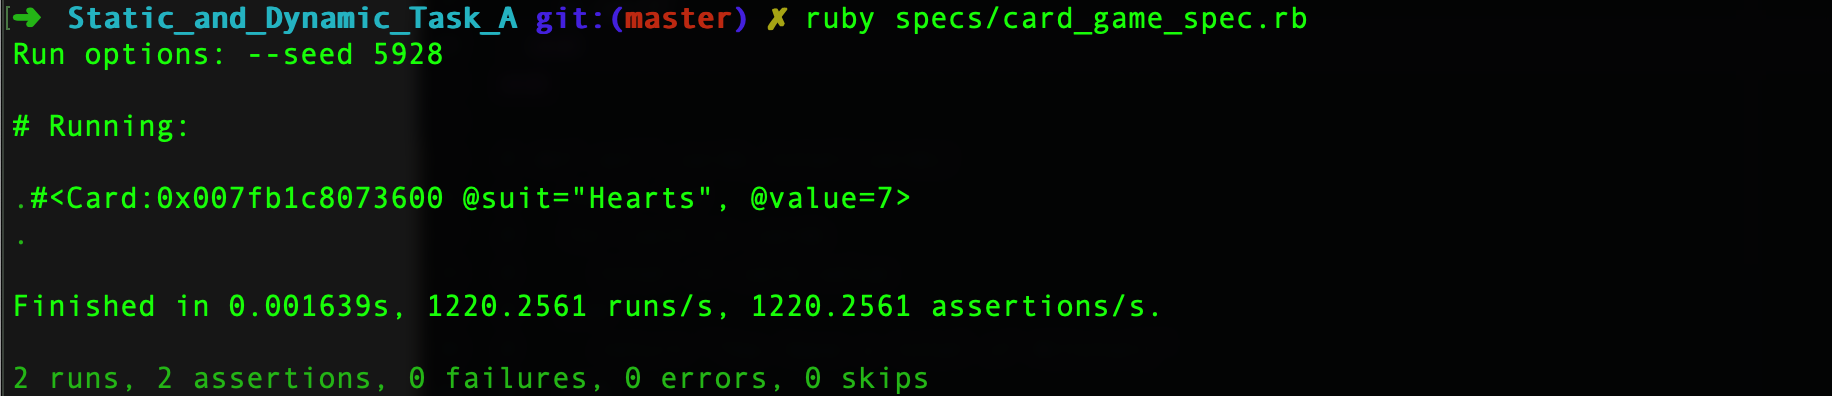 [➜  Static_and_Dynamic_Task_A git:(master) ✗ ruby specs/card_game_spec.rb
Run options: --seed 5928
# Running:
.#<Card:0x007fb1c8073600 @suit="Hearts", @value=7>
.
Finished in 0.001639s, 1220.2561 runs/s, 1220.2561 assertions/s.
2 runs, 2 assertions, 0 failures, 0 errors, 0 skips